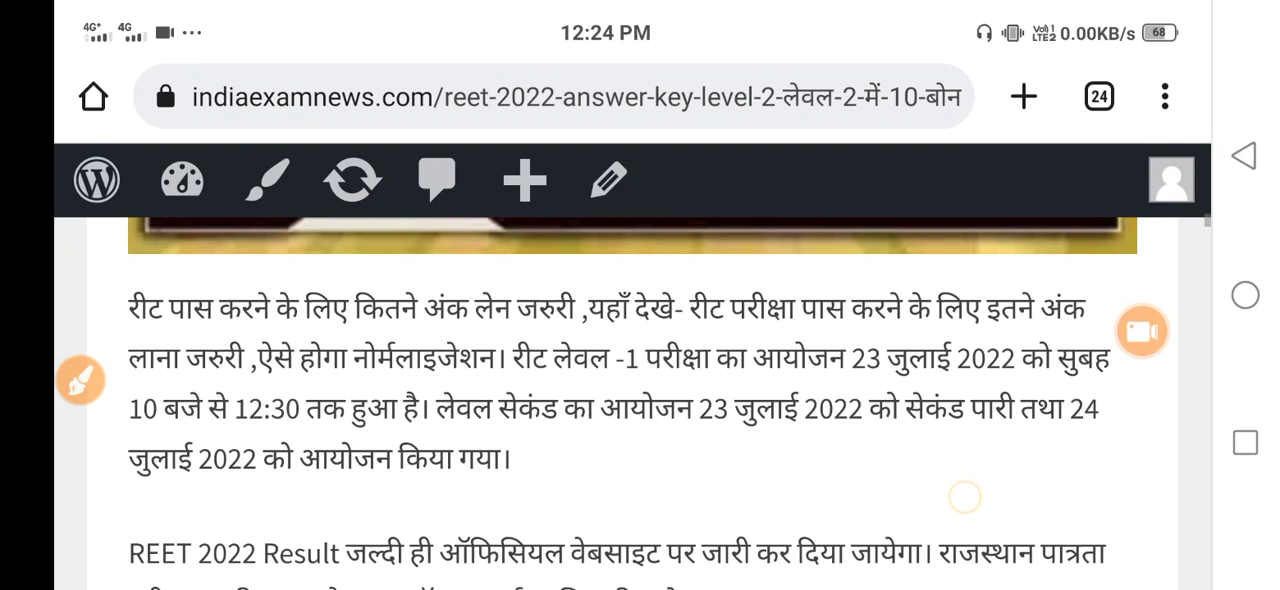 4G+ 4G ... 12:24 PM Vo) 1 LTE2 0.00KB/s 68
indiaexamnews.com/reet-2022-answer-key-level-2-लेवल-2-में-10-बोन 24
रीट पास करने के लिए कितने अंक लेन जरुरी ,यहाँ देखे- रीट परीक्षा पास करने के लिए इतने अंक
लाना जरुरी ,ऐसे होगा नोर्मलाइजेशन। रीट लेवल -1 परीक्षा का आयोजन 23 जुलाई 2022 को सुबह
10 बजे से 12:30 तक हुआ है। लेवल सेकंड का आयोजन 23 जुलाई 2022 को सेकंड पारी तथा 24
जुलाई 2022 को आयोजन किया गया।
REET 2022 Result जल्दी ही ऑफिसियल वेबसाइट पर जारी कर दिया जायेगा। राजस्थान पात्रता